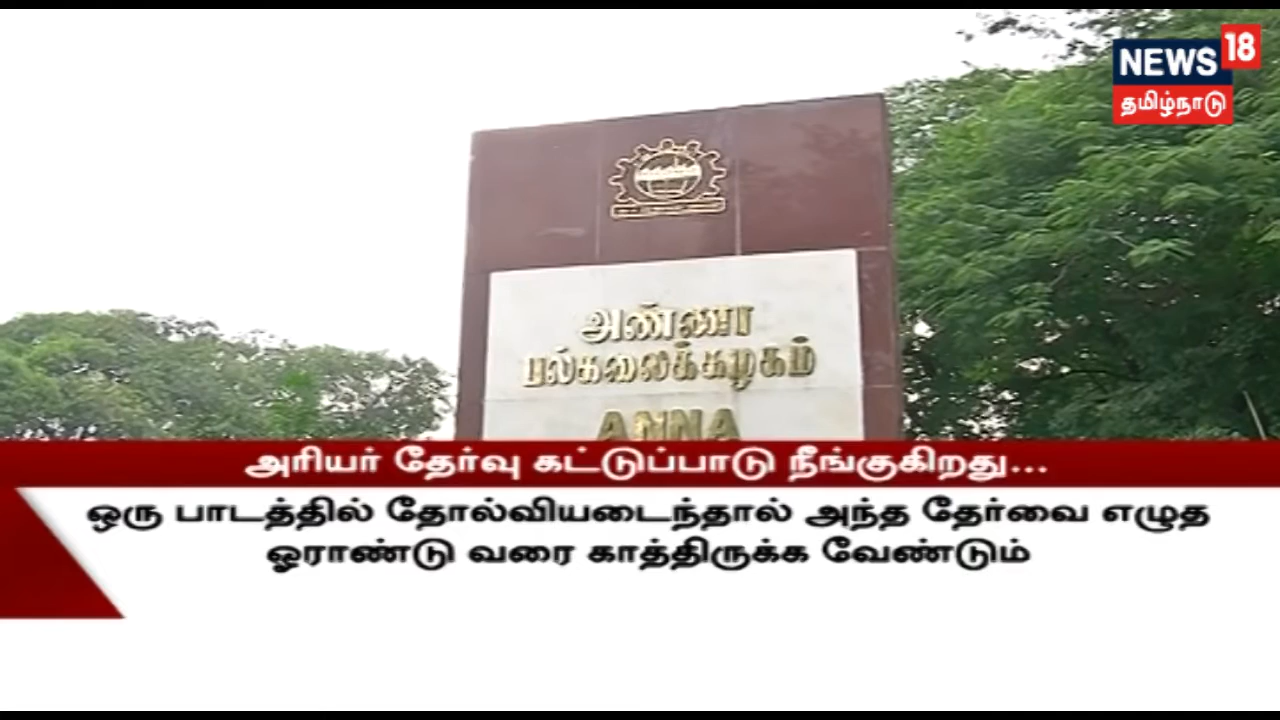 NEWS 18
தமிழ்நாடு
அண்ணா
பல்கலைக்கழகம்
ANNA
அரியர் தேர்வு கட்டுப்பாடு நீங்குகிறது...
ஒரு பாடத்தில் தோல்வியடைந்தால் அந்த தேர்வை எழுத
ஓராண்டு வரை காத்திருக்க வேண்டும்